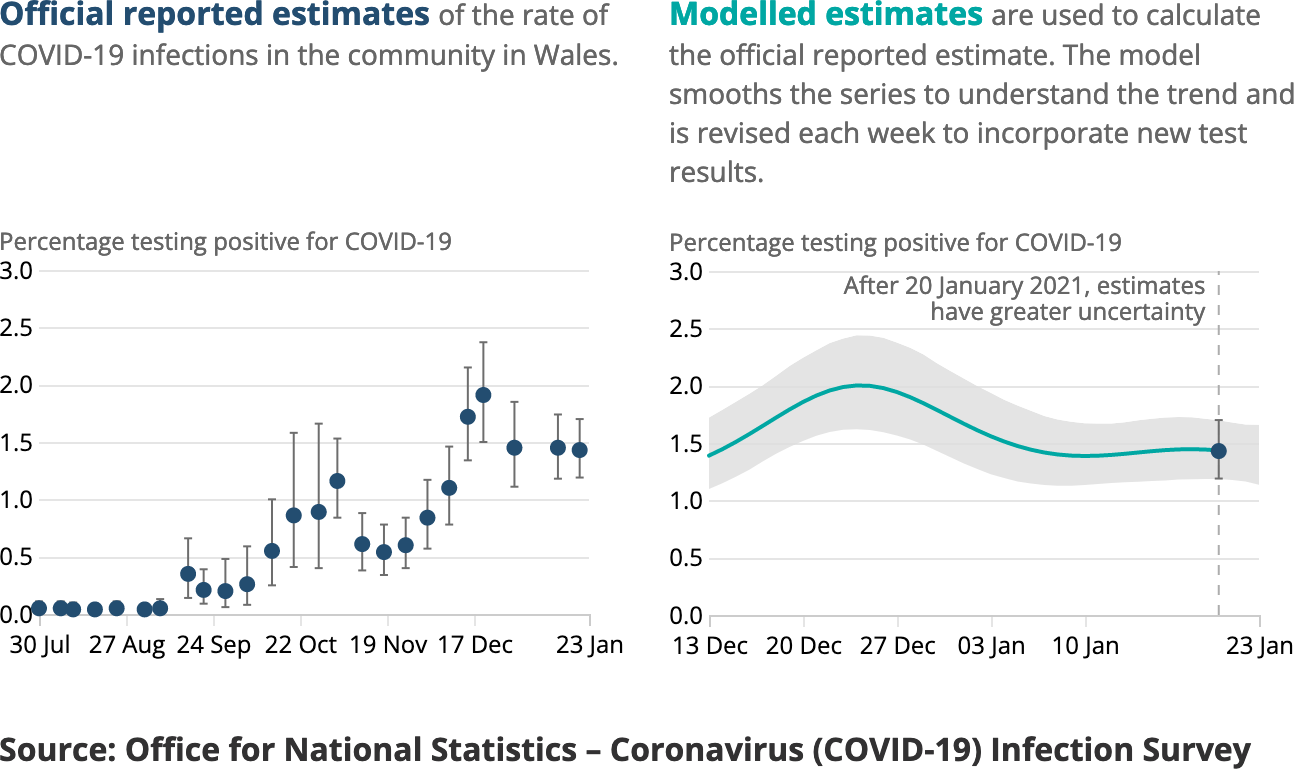 Official reported estimates of the rate of
COVID-19 infections in the community in Wales.
Modelled estimates are used to calculate
the official reported estimate. The model
smooths the series to understand the trend and
is revised each week to incorporate new test
results.
Percentage testing positive for COVID-19
3.0
2.5
2.0
1.5
1.0
0.5
0.0
30 Jul 27 Aug 24 Sep 22 Oct 19 Nov 17 Dec 23 Jan
Percentage testing positive for COVID-19
3.0
After 20 January 2021, estimates
have greater uncertainty
2.5
2.0
1.5
1.0
0.5
0.0
13 Dec 20 Dec 27 Dec 03 Jan 10 Jan 23 Jan
Source: Office for National Statistics – Coronavirus (COVID-19) Infection Survey